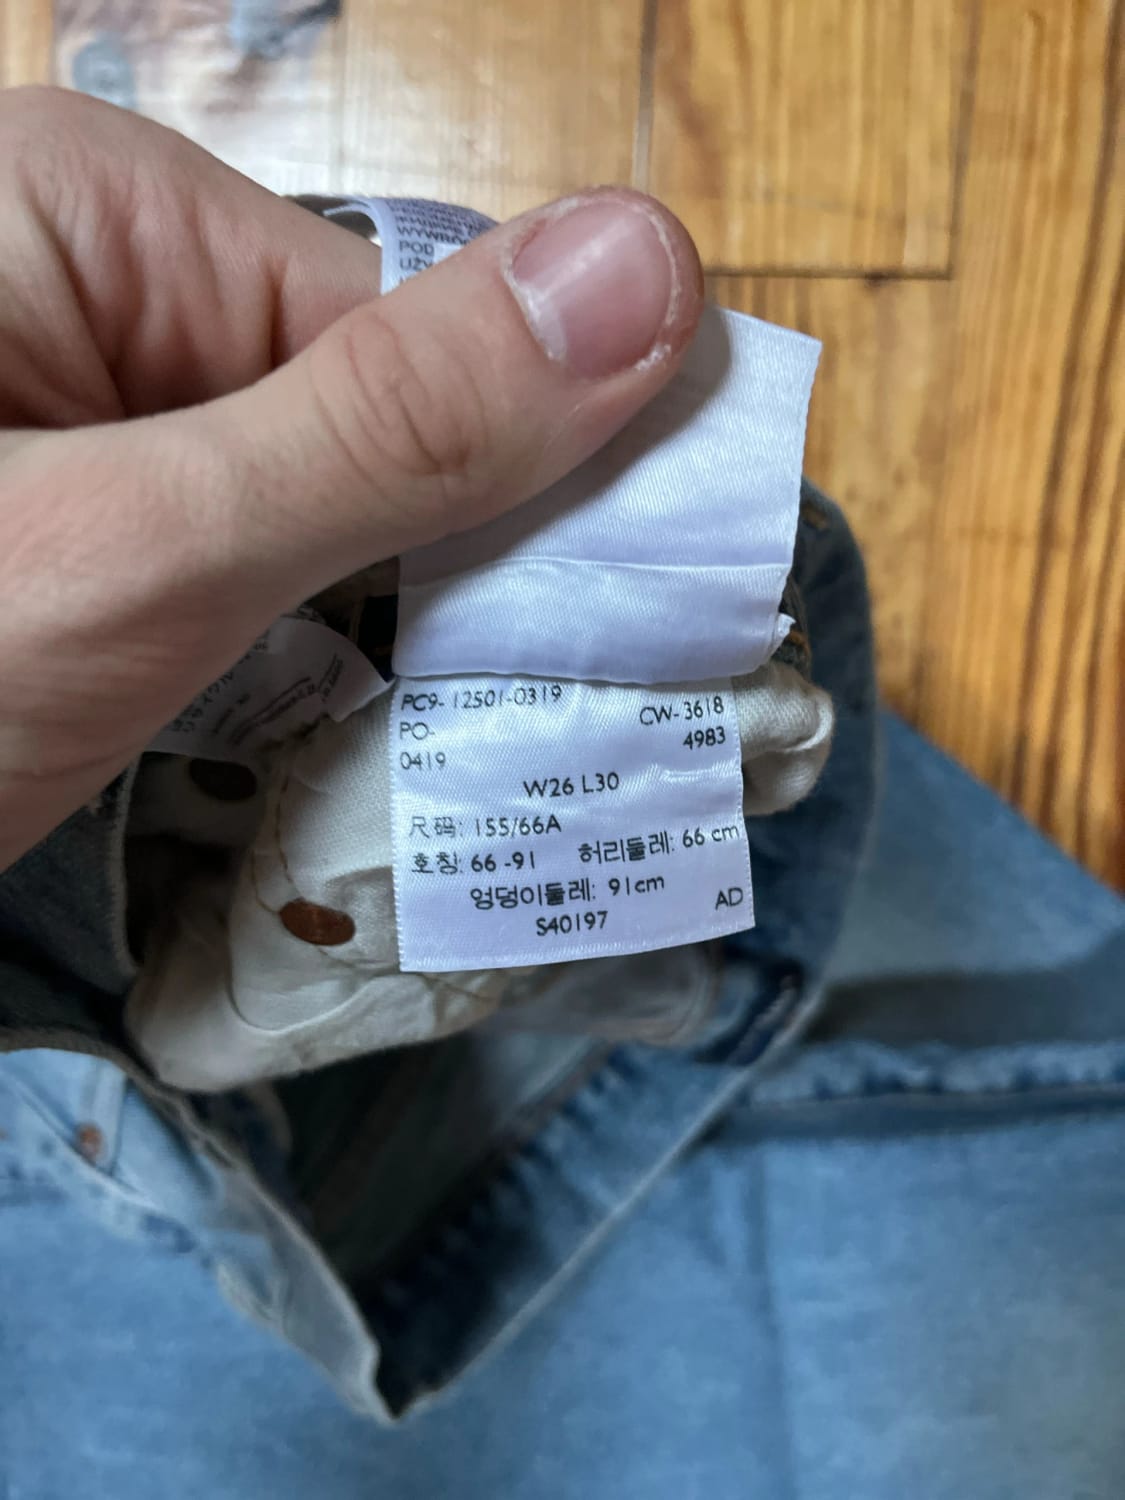 POD
PC9-12501-0319
CW-3618
PO-
4983
0419
W26 L30
尺码: 155/66A
호칭: 66-91 허리둘레: 66 cm
엉덩이둘레: 91cm
AD
S40197